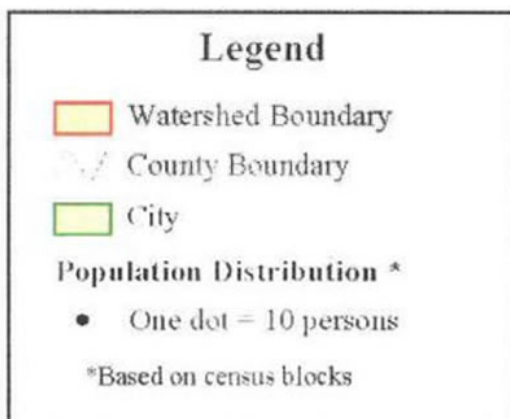 Legend
Watershed Boundary
County Boundary
City
Population Distribution *
One dot = 10 persons
*Based on census blocks